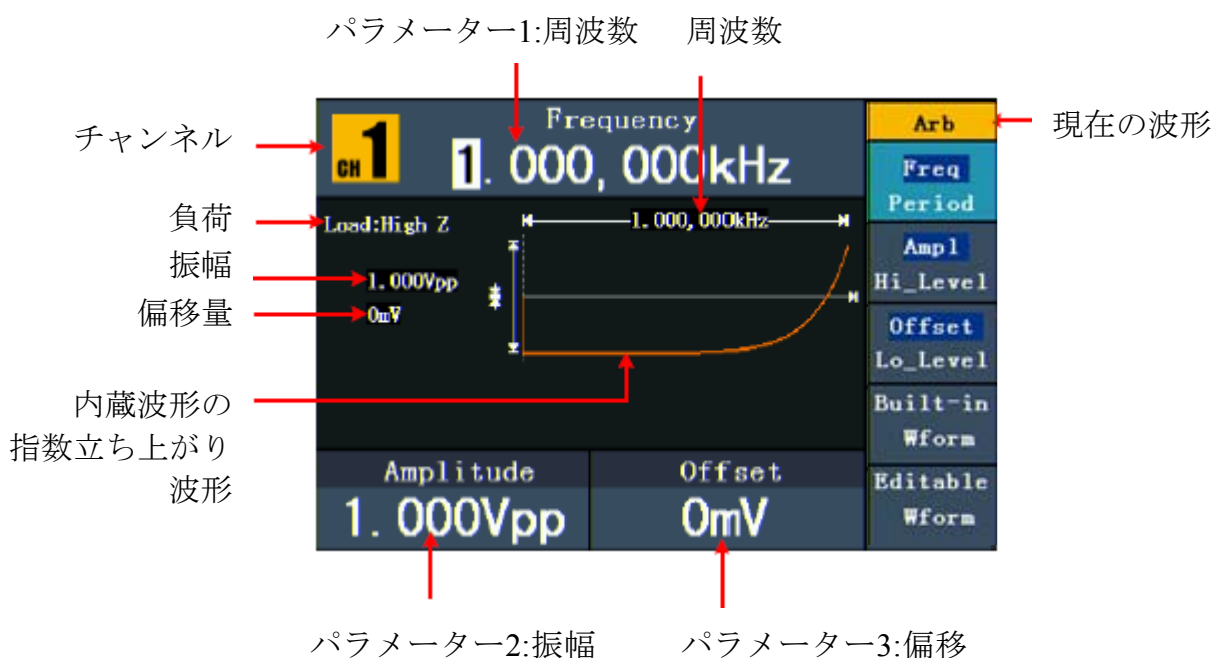 パラメーター1:周波数
周波数
チャンネル
CH 1
Frequency
1.000,000kHz
Arb
現在の波形
Freq
Period
負荷
Load:High Z
1.000,000kHz
振幅
1.000Vpp
Ampl
Hi_Level
偏移量
0mV
Offset
Lo_Level
内蔵波形の
指数立ち上がり
波形
Built-in
Wform
Amplitude
1.000Vpp
Offset
0mV
Editable
Wform
パラメーター2:振幅
パラメーター3:偏移